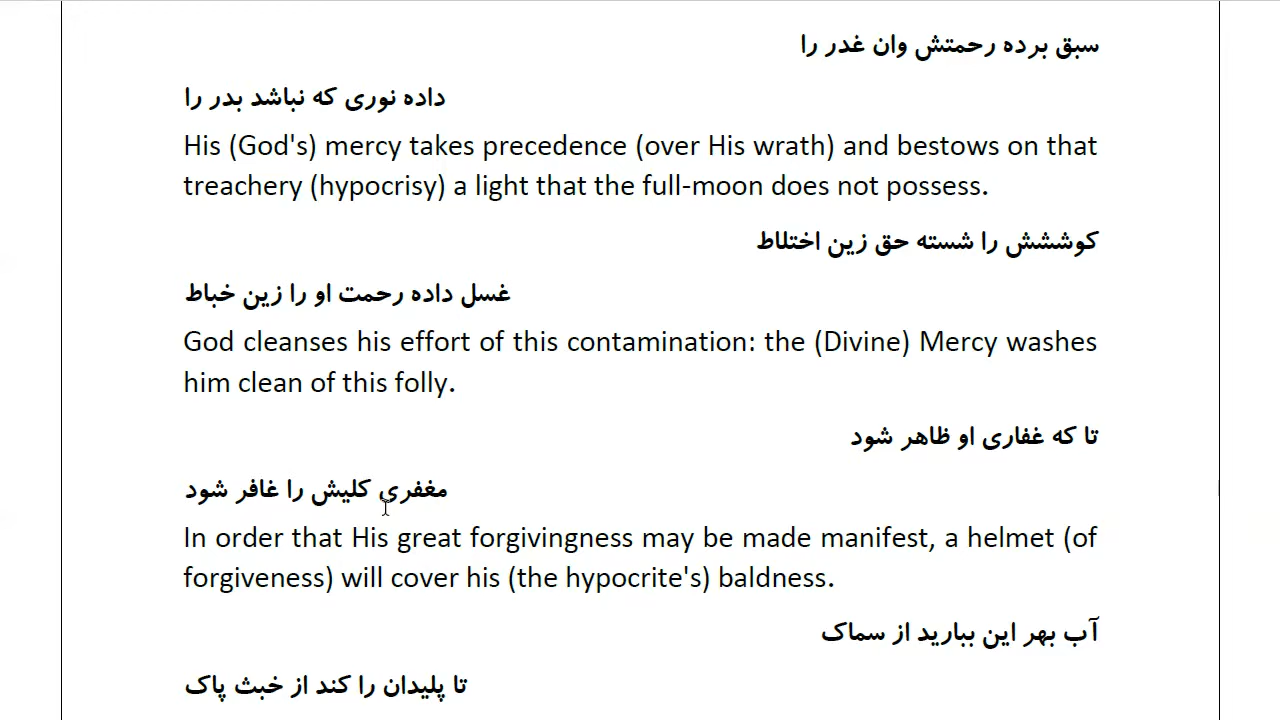 سبق برده رحمتش وان غدر را
داده نوری که نباشد بدر را
His (God's) mercy takes precedence (over His wrath) and bestows on that
treachery (hypocrisy) a light that the full-moon does not possess.
کوششش را شسته حق زین اختلاط
غسل داده رحمت او را زین خباط
God cleanses his effort of this contamination: the (Divine) Mercy washes
him clean of this folly.
تا که غفاری او ظاهر شود
مغفری کلیش را غافر شود
In order that His great forgivingness may be made manifest, a helmet (of
forgiveness) will cover his (the hypocrite's) baldness.
آب بهر این ببارید از سماک
تا پلیدان را کند از خبث پاک